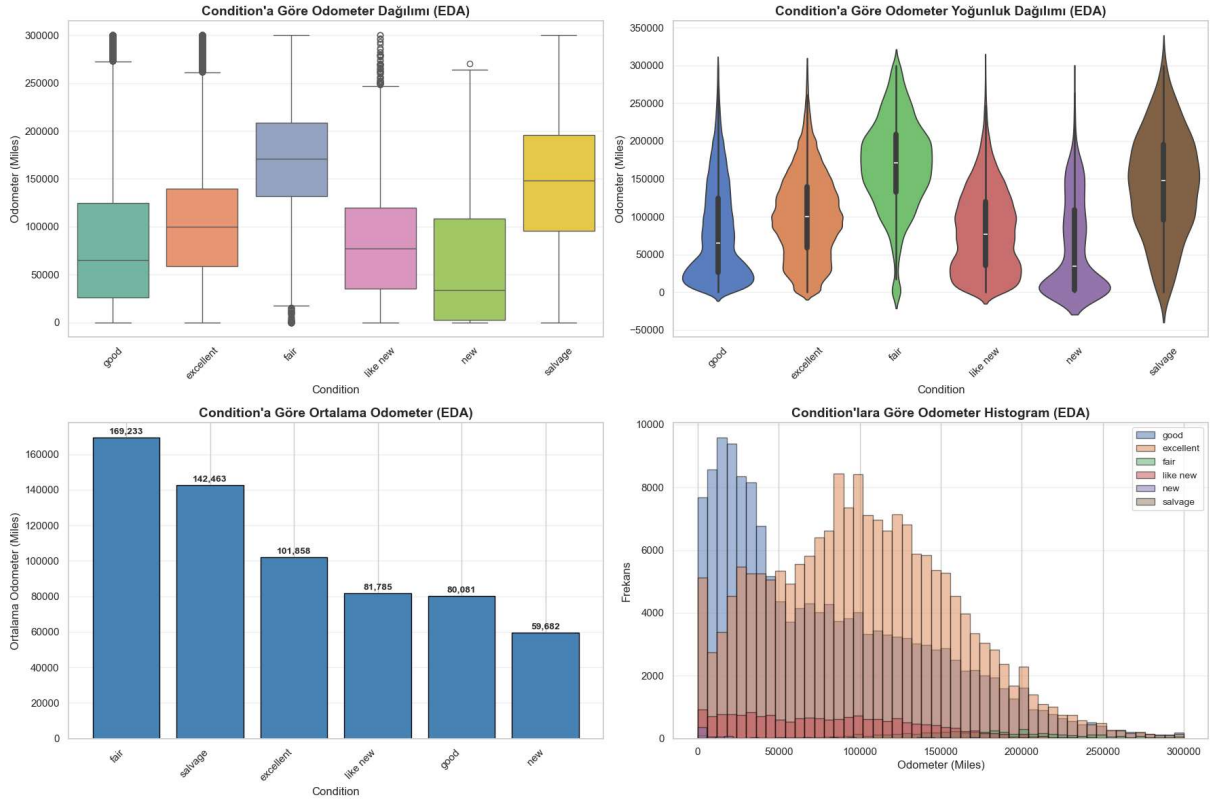 Condition'a Göre Odometer Dağılımı (EDA)
300000
250000
200000
150000
100000
50000
0
Odometer (Miles)
good
excellent
fair
like new
new
salvage
Condition
Condition'a Göre Odometer Yoğunluk Dağılımı (EDA)
350000
300000
250000
200000
150000
100000
50000
0
−50000
Odometer (Miles)
good
excellent
fair
like new
new
salvage
Condition
Condition'a Göre Ortalama Odometer (EDA)
160000
140000
120000
100000
80000
60000
40000
20000
0
Ortalama Odometer (Miles)
169,233
142,463
101,858
81,785
80,081
59,682
fair
salvage
excellent
like new
good
new
Condition
Condition'lara Göre Odometer Histogram (EDA)
10000
8000
6000
4000
2000
0
Frekans
good
excellent
fair
like new
new
salvage
0
50000
100000
150000
200000
250000
300000
Odometer (Miles)